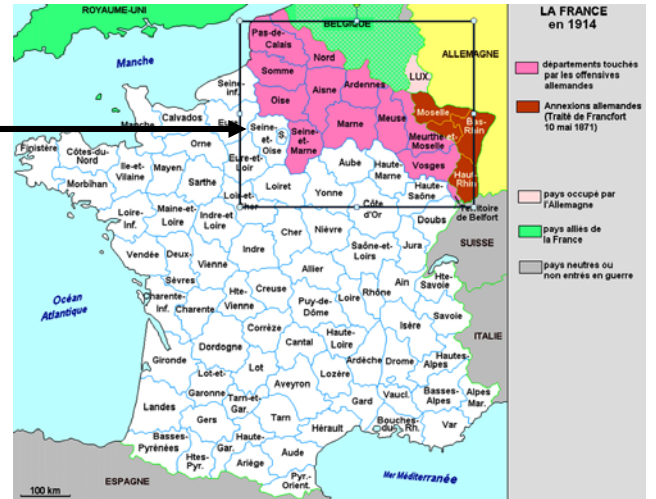 ROYAUME-UNI
BELGIQUE
ALLEMAGNE
LUX.
Manche
Pas-de-
Calais
Nord
Somme
Aisne
Ardennes
Oise
Seine-
inf.
Moselle
Bas-
Rhin
Meuse
Marne
Meurthe-et-
Moselle
Vosges
Haut-
Rhin
Seine-
et-
Marne
Seine-
et-
Oise
S.
Calvados
Manche
Eure
Orne
Eure-et
Loir
Finistère
Côtes-du-
Nord
Ille-et-
Vilaine
Mayen.
Sarthe
Morbihan
Loiret
Loir-et-
Cher
Yonne
Aube
Haute-
Marne
Haute-
Saône
Côte
d'Or
Territoire
de Belfort
Doubs
SUISSE
Loire-
Inf.
Maine-et-
Loire
Indre-et
Loire
Cher
Nièvre
Saône-et-
Loire
Jura
Vendée
Deux-
Sèvres
Vienne
Indre
Allier
Ain
Hte-
Savoie
Océan
Atlantique
Charente-
Inf.
Charente
Hte-
Vienne
Creuse
Puy-de-
Dôme
Loire
Rhône
Savoie
Isère
ITALIE
Corrèze
Dordogne
Cantal
Haute-
Loire
Ardèche
Drome
Hautes-
Alpes
Gironde
Lot
Lot-et-
Garonne
Aveyron
Lozère
Gard
Vaucl.
Basses-
Alpes
Alpes
Mar.
Landes
Gers
Tarn-et-
Gar.
Tarn
Hérault
Bouches-
du- Rh.
Var
Basses-
Pyrénées
Htes-
Pyr.
Haute-
Gar.
Ariège
Aude
Pyr.-
Orient.
Mer Méditerranée
ESPAGNE
100 km
LA FRANCE
en 1914
départements touchés
par les offensives
allemandes
Annexions allemandes
(Traité de Francfort
10 mai 1871)
pays occupé par
l'Allemagne
pays alliés de
la France
pays neutres ou
non entrés en guerre